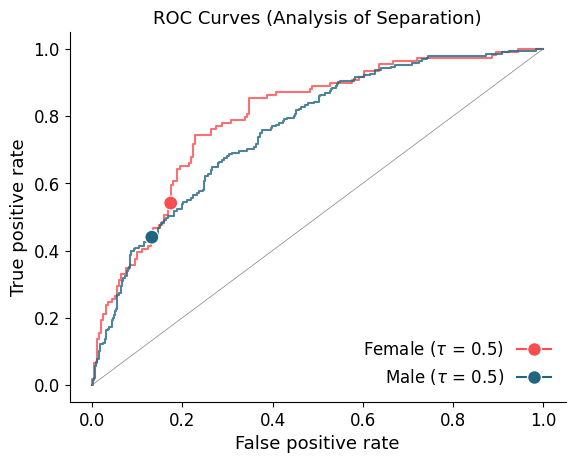 ROC Curves (Analysis of Separation)
True positive rate
1.0
0.8
0.6
0.4
0.2
0.0
Female (τ = 0.5)
Male (τ = 0.5)
0.0 0.2 0.4 0.6 0.8 1.0
False positive rate